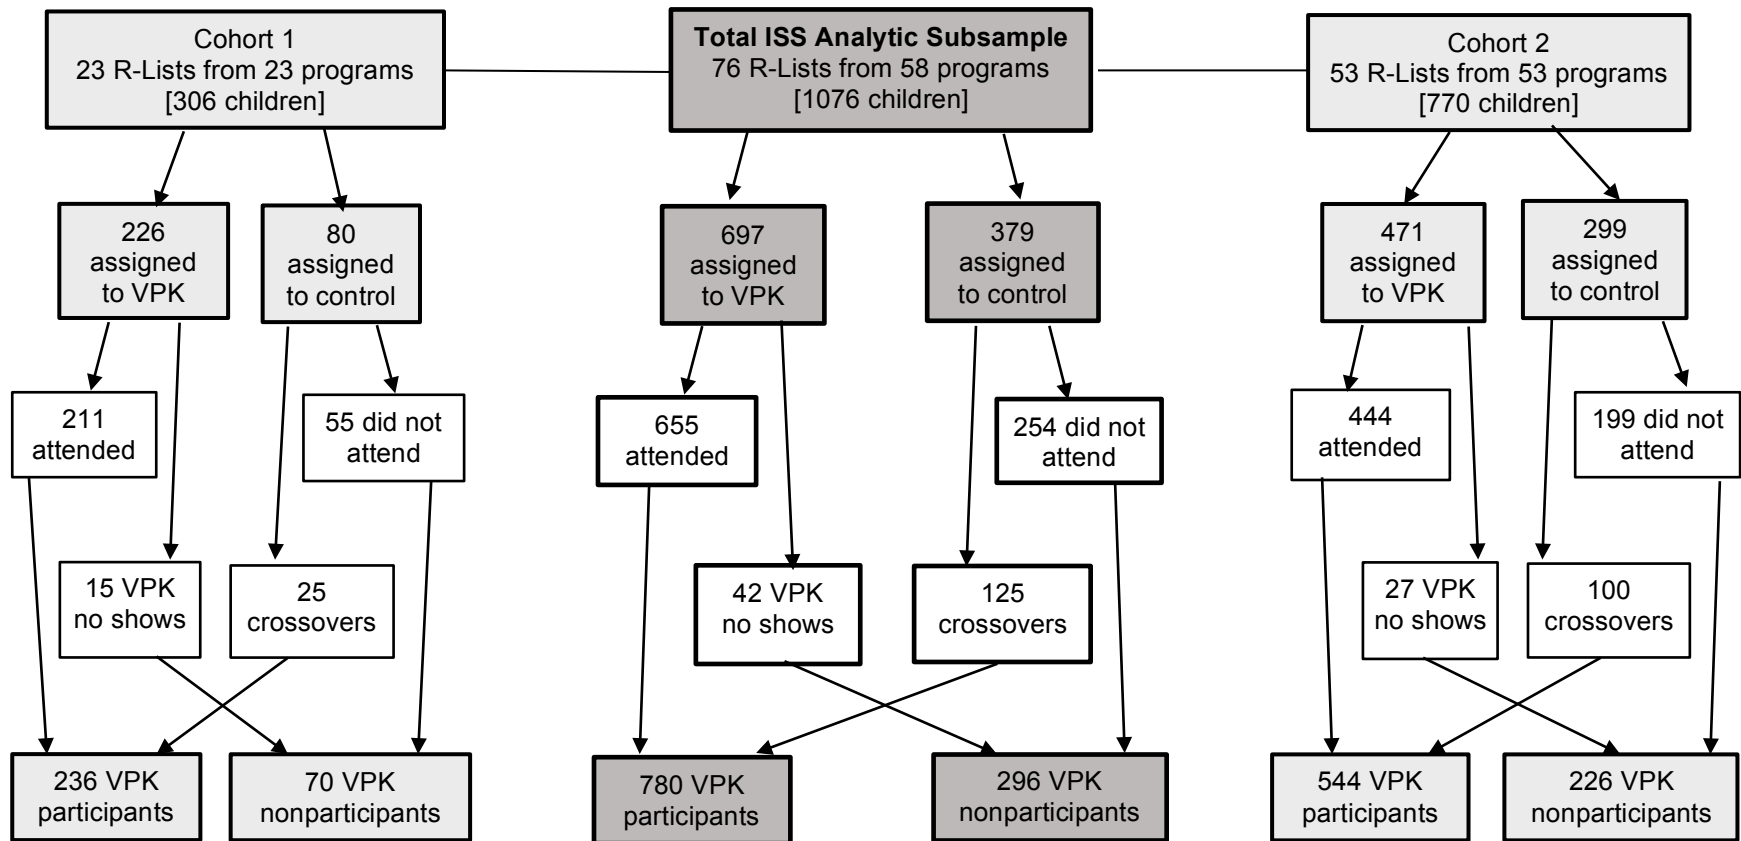 Cohort 1
23 R-Lists from 23 programs
[306 children]
Total ISS Analytic Subsample
76 R-Lists from 58 programs
[1076 children]
Cohort 2
53 R-Lists from 53 programs
[770 children]
226
assigned
to VPK
80
assigned
to control
697
assigned
to VPK
379
assigned
to control
471
assigned
to VPK
299
assigned
to control
211
attended
55 did not
attend
655
attended
254 did not
attend
444
attended
199 did not
attend
15 VPK
no shows
25
crossovers
42 VPK
no shows
125
crossovers
27 VPK
no shows
100
crossovers
236 VPK
participants
70 VPK
nonparticipants
780 VPK
participants
296 VPK
nonparticipants
544 VPK
participants
226 VPK
nonparticipants